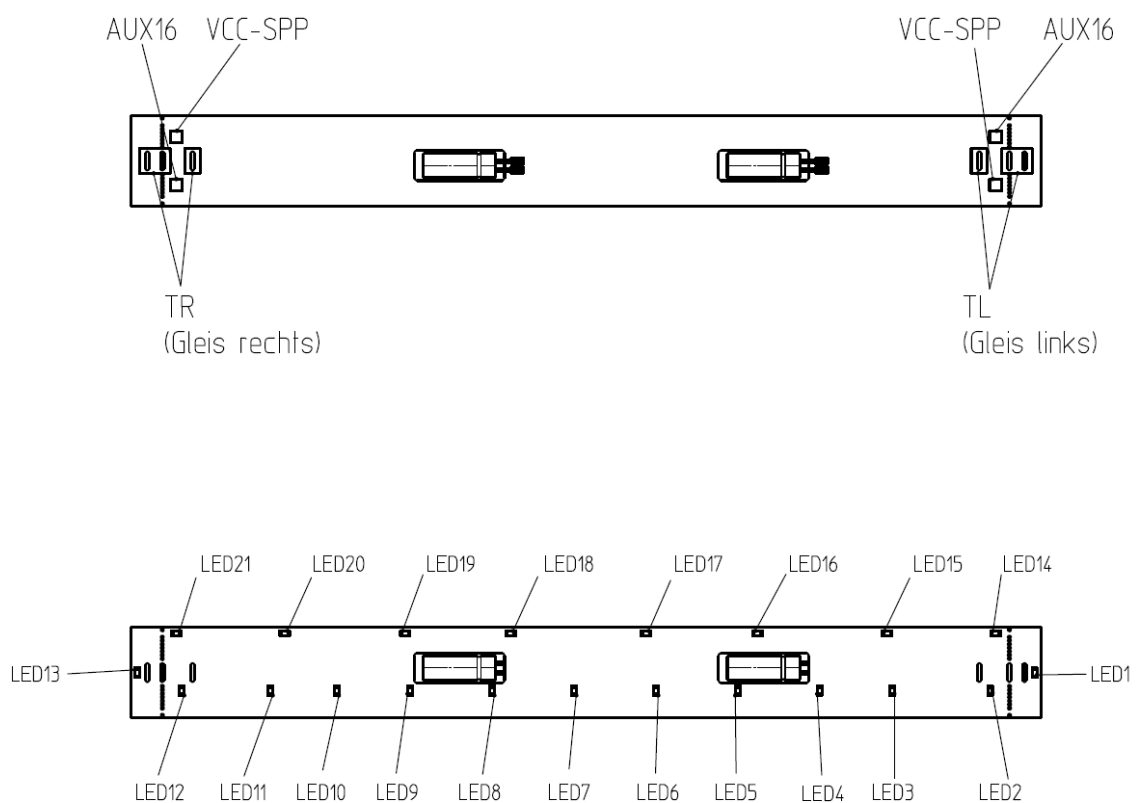 AUX16 VCC-SPP VCC-SPP AUX16
TR TL
(Gleis rechts) (Gleis links)
LED21 LED20 LED19 LED18 LED17 LED16 LED15 LED14
LED13 LED1
LED12 LED11 LED10 LED9 LED8 LED7 LED6 LED5 LED4 LED3 LED2